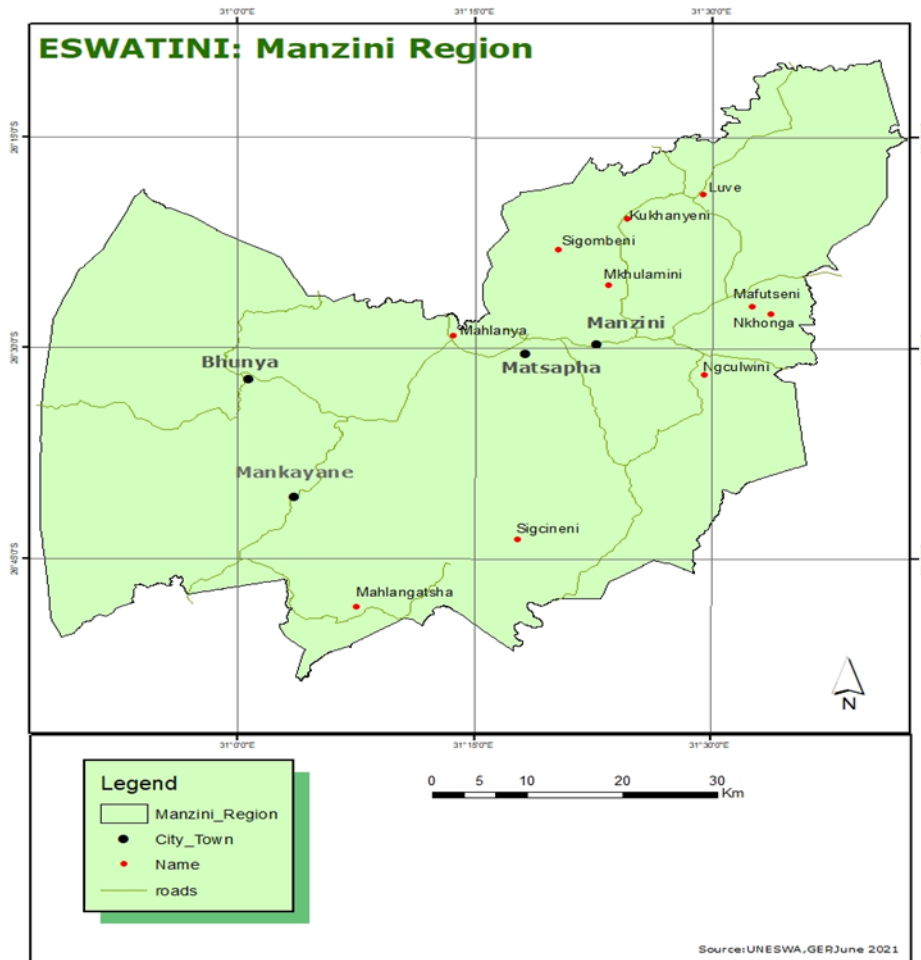 31°0'0"E 31°15'0"E 31°30'0"E
ESWATINI: Manzini Region
26°15'0"S
Luve
Kukhanyeni
Sigombeni
Mkhulamini
Mafutseni
Manzini
Nkhonga
Mahlanya
26°30'0"S
Bhunya
Matsapha
Ngculwini
Mankayane
Sigcineni
26°45'0"S
Mahlangatsha
N
31°0'0"E 31°15'0"E 31°30'0"E
Legend
Manzini_Region
City_Town
Name
roads
0 5 10 20 30
Km
Source:UNESWA,GEPJune 2021